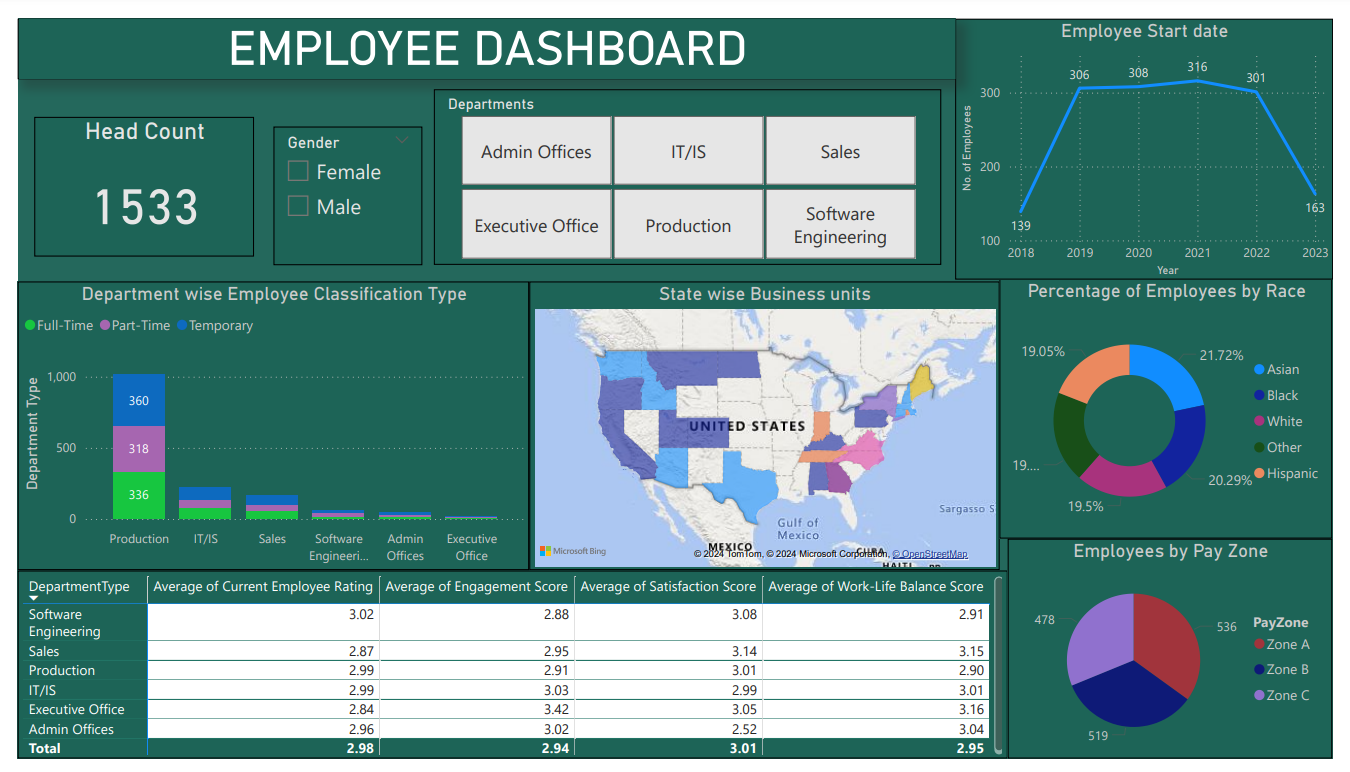 EMPLOYEE DASHBOARD
Head Count
1533
Gender
Female
Male
Departments
Admin Offices
IT/IS
Sales
Executive Office
Production
Software
Engineering
Employee Start date
No. of Employees
300
200
100
139
306
308
316
301
163
2018
2019
2020
2021
2022
2023
Year
Department wise Employee Classification Type
Full-Time
Part-Time
Temporary
Department Type
1,000
500
0
360
318
336
Production
IT/IS
Sales
Software
Engineeri...
Admin
Offices
Executive
Office
State wise Business units
UNITED STATES
Gulf of
Mexico
Sargasso S
MEXICO
CUBA
HAITI
Microsoft Bing
© 2024 TomTom, © 2024 Microsoft Corporation, © OpenStreetMap
Percentage of Employees by Race
19.05%
21.72%
19....
20.29%
19.5%
Asian
Black
White
Other
Hispanic
DepartmentType Average of Current Employee Rating Average of Engagement Score Average of Satisfaction Score Average of Work-Life Balance Score
Software
Engineering 3.02 2.88 3.08 2.91
Sales 2.87 2.95 3.14 3.15
Production 2.99 2.91 3.01 2.90
IT/IS 2.99 3.03 2.99 3.01
Executive Office 2.84 3.42 3.05 3.16
Admin Offices 2.96 3.02 2.52 3.04
Total 2.98 2.94 3.01 2.95
Employees by Pay Zone
478
536
519
PayZone
Zone A
Zone B
Zone C